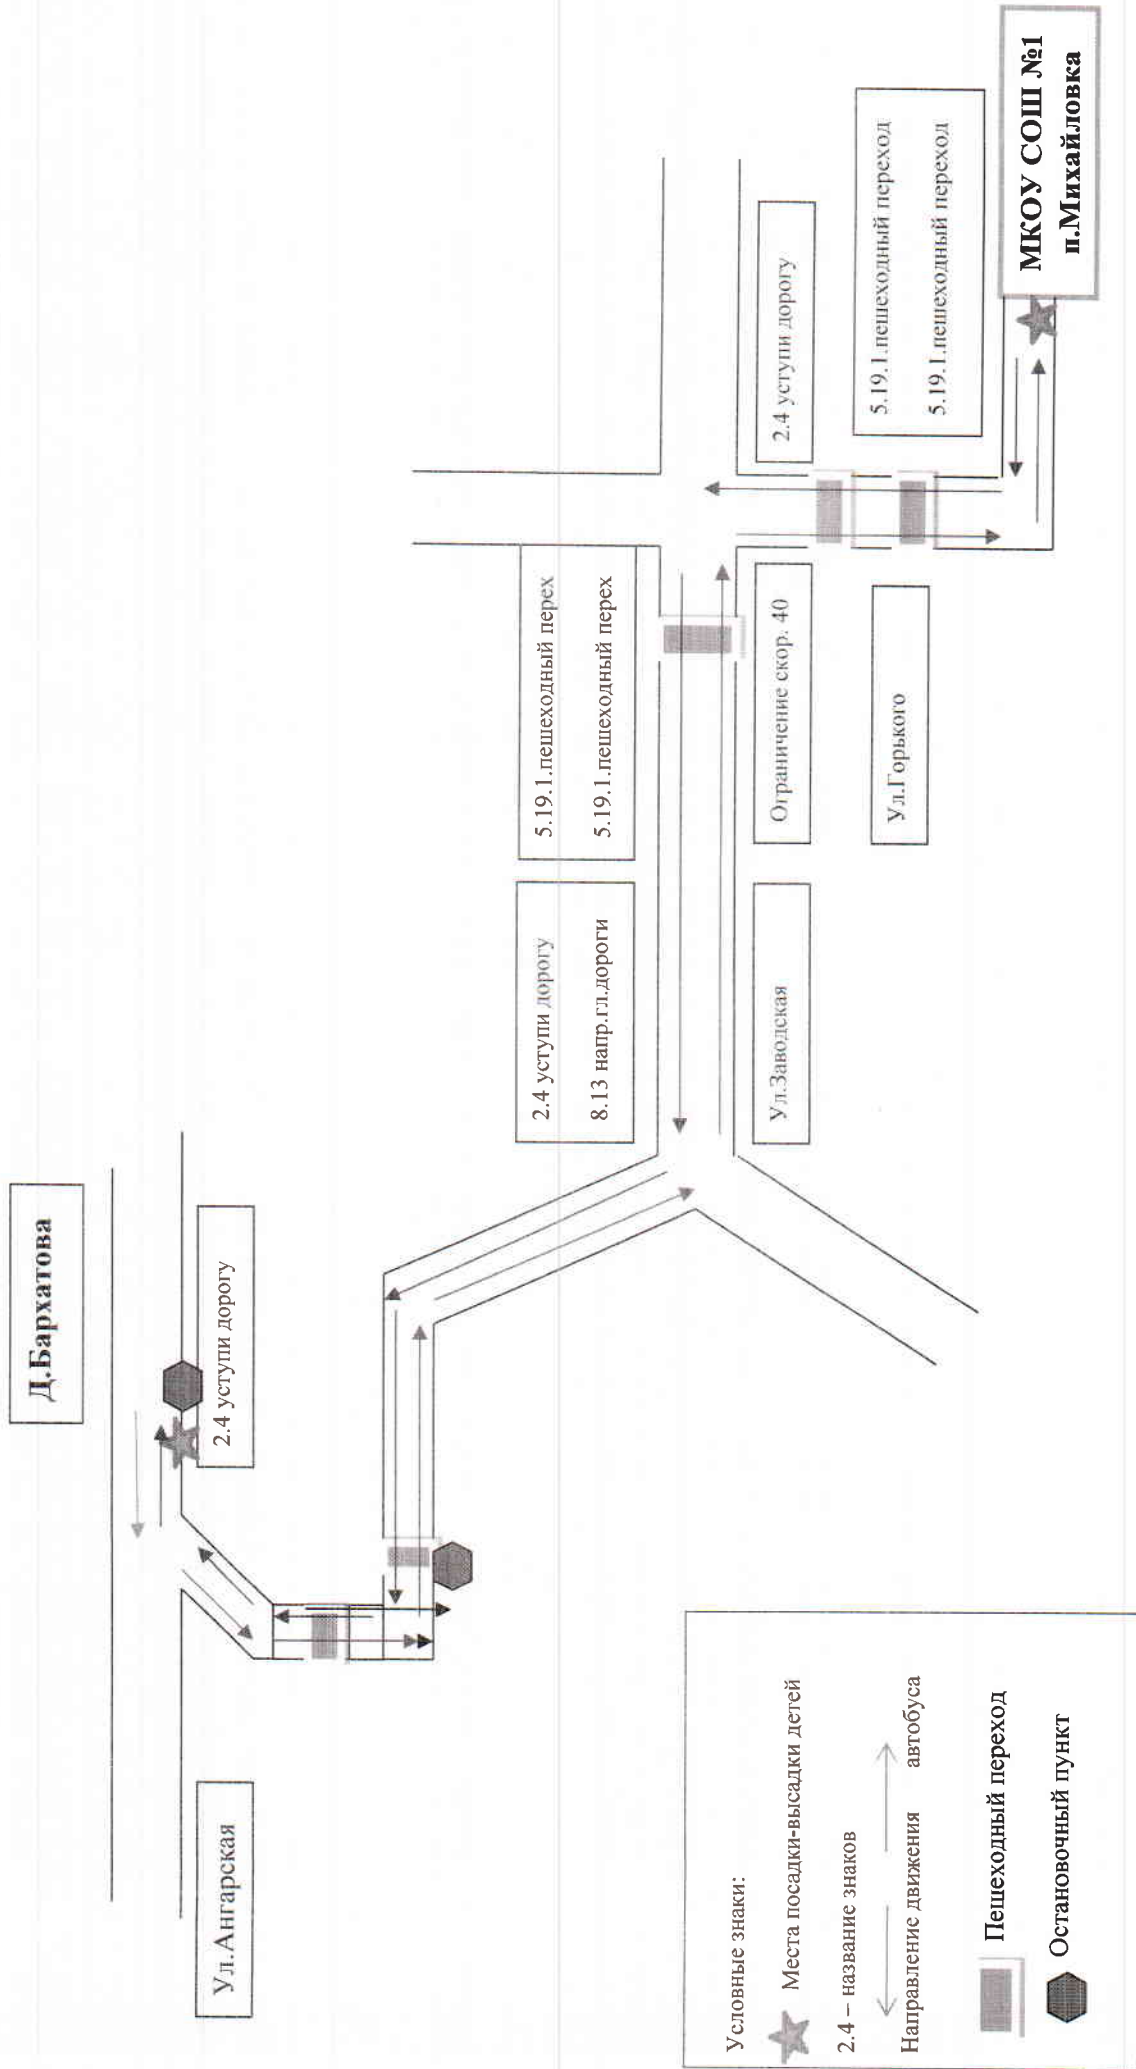 Д.Бархатова
Ул.Ангарская
2.4 уступи дорогу
2.4 уступи дорогу
8.13 напр.гл.дороги
5.19.1.пешеходный перех
5.19.1.пешеходный перех
Ул.Заводская
Ограничение скор. 40
2.4 уступи дорогу
Ул.Горького
5.19.1.пешеходный переход
5.19.1.пешеходный переход
МКОУ СОШ №1
п.Михайловка
Условные знаки:
Места посадки-высадки детей
2.4 – название знаков
Направление движения автобуса
Пешеходный переход
Остановочный пункт